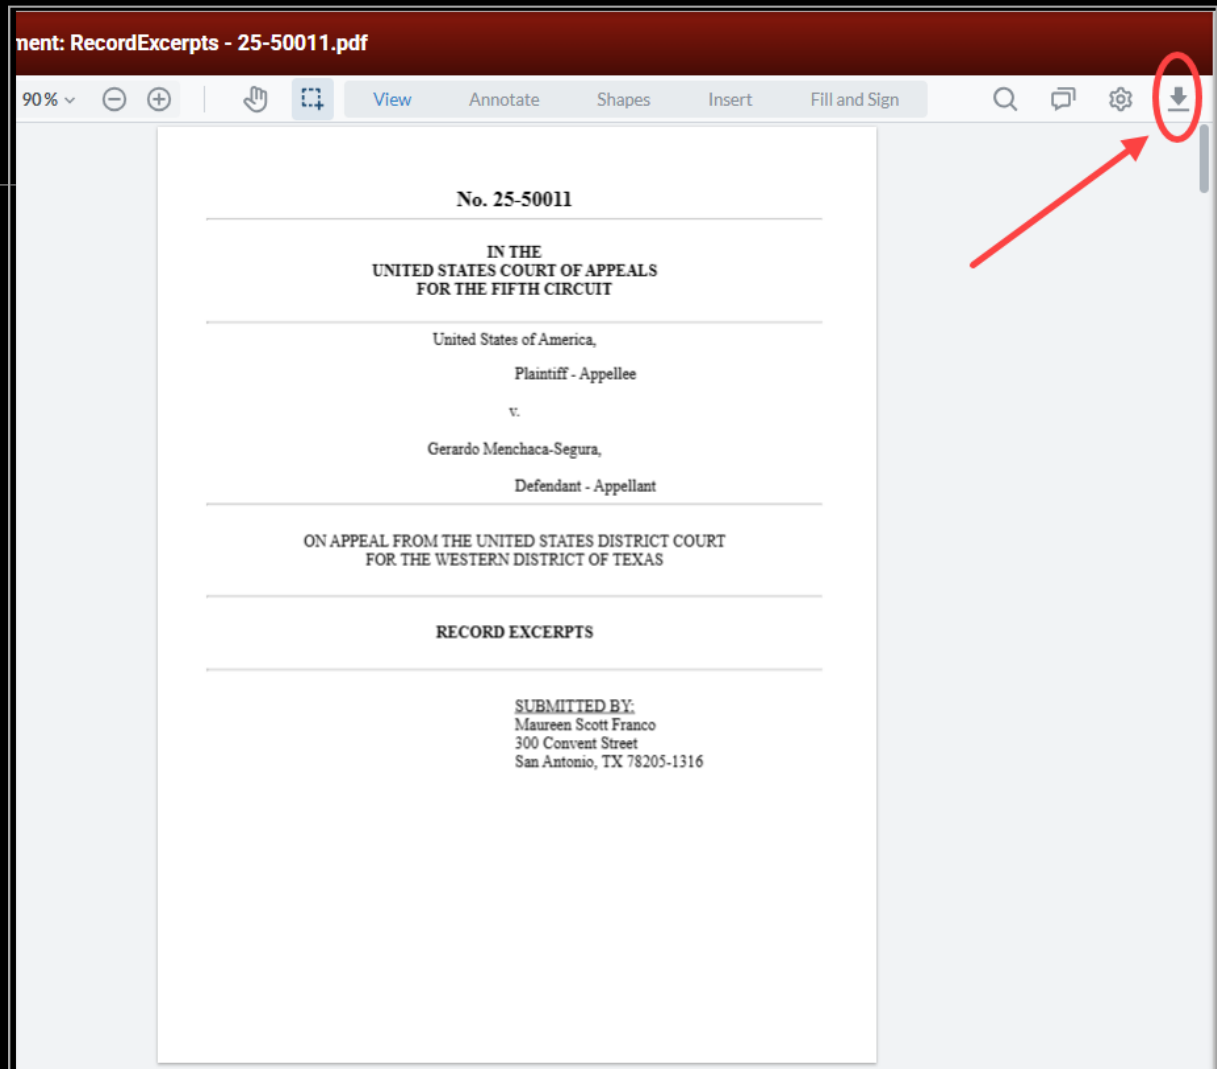 ment: RecordExcerpts - 25-50011.pdf
90% View Annotate Shapes Insert Fill and Sign
No. 25-50011
IN THE
UNITED STATES COURT OF APPEALS
FOR THE FIFTH CIRCUIT
United States of America,
Plaintiff - Appellee
v.
Gerardo Menchaca-Segura,
Defendant - Appellant
ON APPEAL FROM THE UNITED STATES DISTRICT COURT
FOR THE WESTERN DISTRICT OF TEXAS
RECORD EXCERPTS
SUBMITTED BY:
Maureen Scott Franco
300 Convent Street
San Antonio, TX 78205-1316